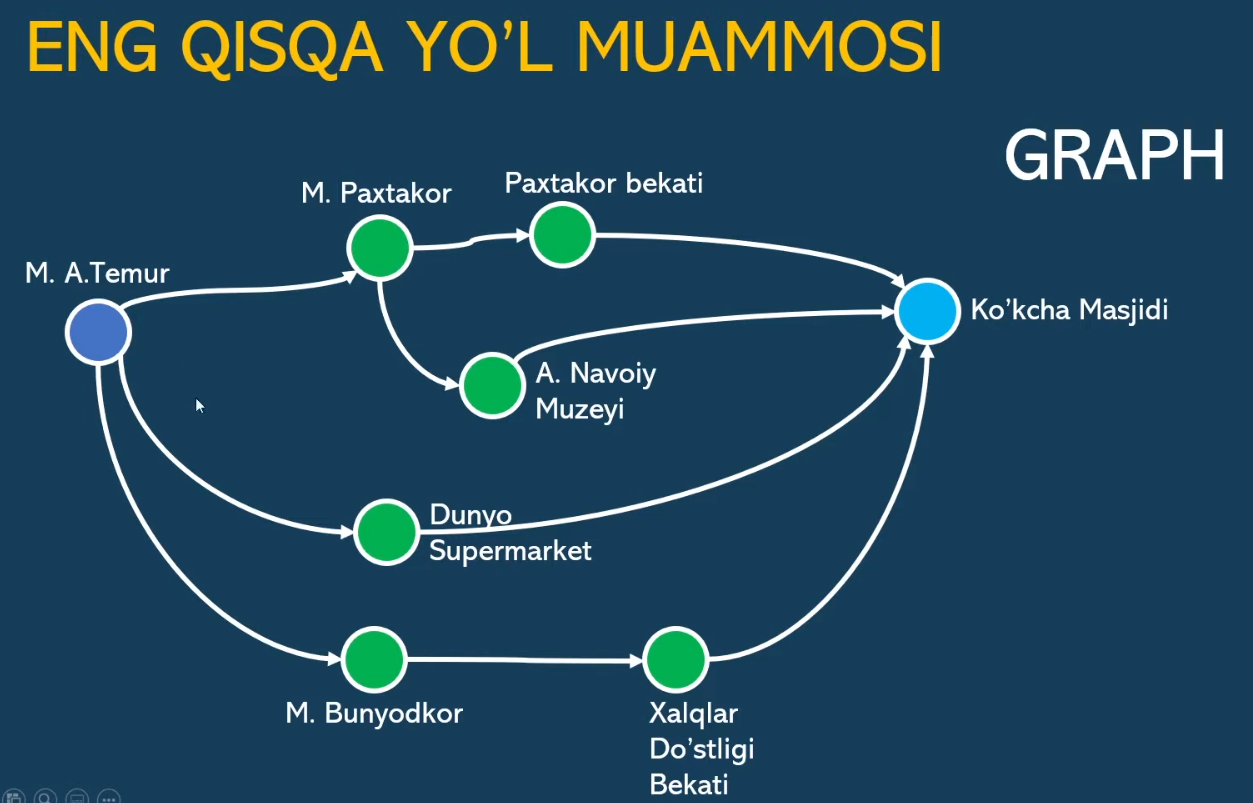 ENG QISQA YO’L MUAMMOSI
GRAPH
M. Paxtakor
Paxtakor bekati
M. A.Temur
Ko’kcha Masjidi
A. Navoiy
Muzeyi
Dunyo
Supermarket
M. Bunyodkor
Xalqlar
Do’stligi
Bekati